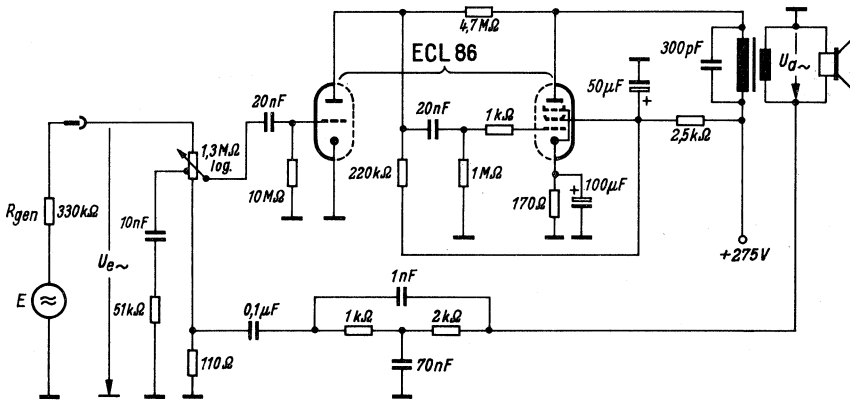 4,7MΩ
ECL 86
300pF
Ua~
50µF
+
20nF
20nF
1kΩ
2,5kΩ
1,3MΩ
log.
220kΩ
1MΩ
+
100µF
170Ω
Rgen
330kΩ
10MΩ
10nF
+275V
Ue~
1nF
E
≈
51kΩ
0,1µF
1kΩ
2kΩ
110Ω
70nF